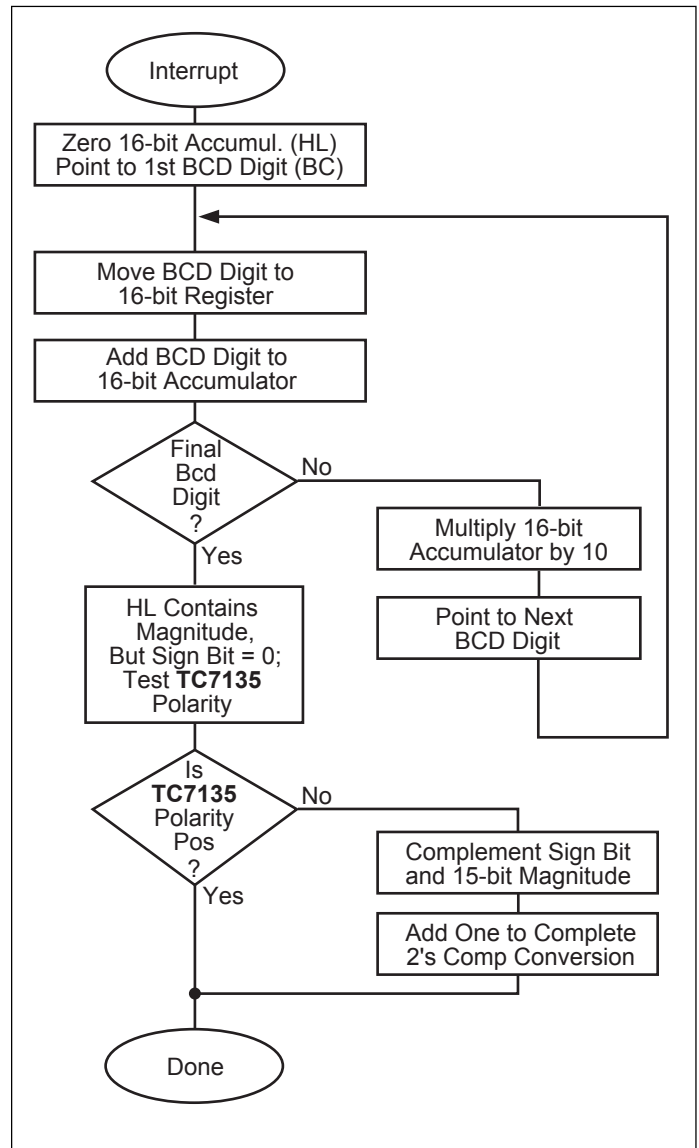 Interrupt
Zero 16-bit Accumul. (HL)
Point to 1st BCD Digit (BC)
Move BCD Digit to
16-bit Register
Add BCD Digit to
16-bit Accumulator
Final
Bcd
Digit
?
No
Yes
Multiply 16-bit
Accumulator by 10
Point to Next
BCD Digit
HL Contains
Magnitude,
But Sign Bit = 0;
Test TC7135
Polarity
Is
TC7135
Polarity
Pos
?
No
Yes
Complement Sign Bit
and 15-bit Magnitude
Add One to Complete
2's Comp Conversion
Done